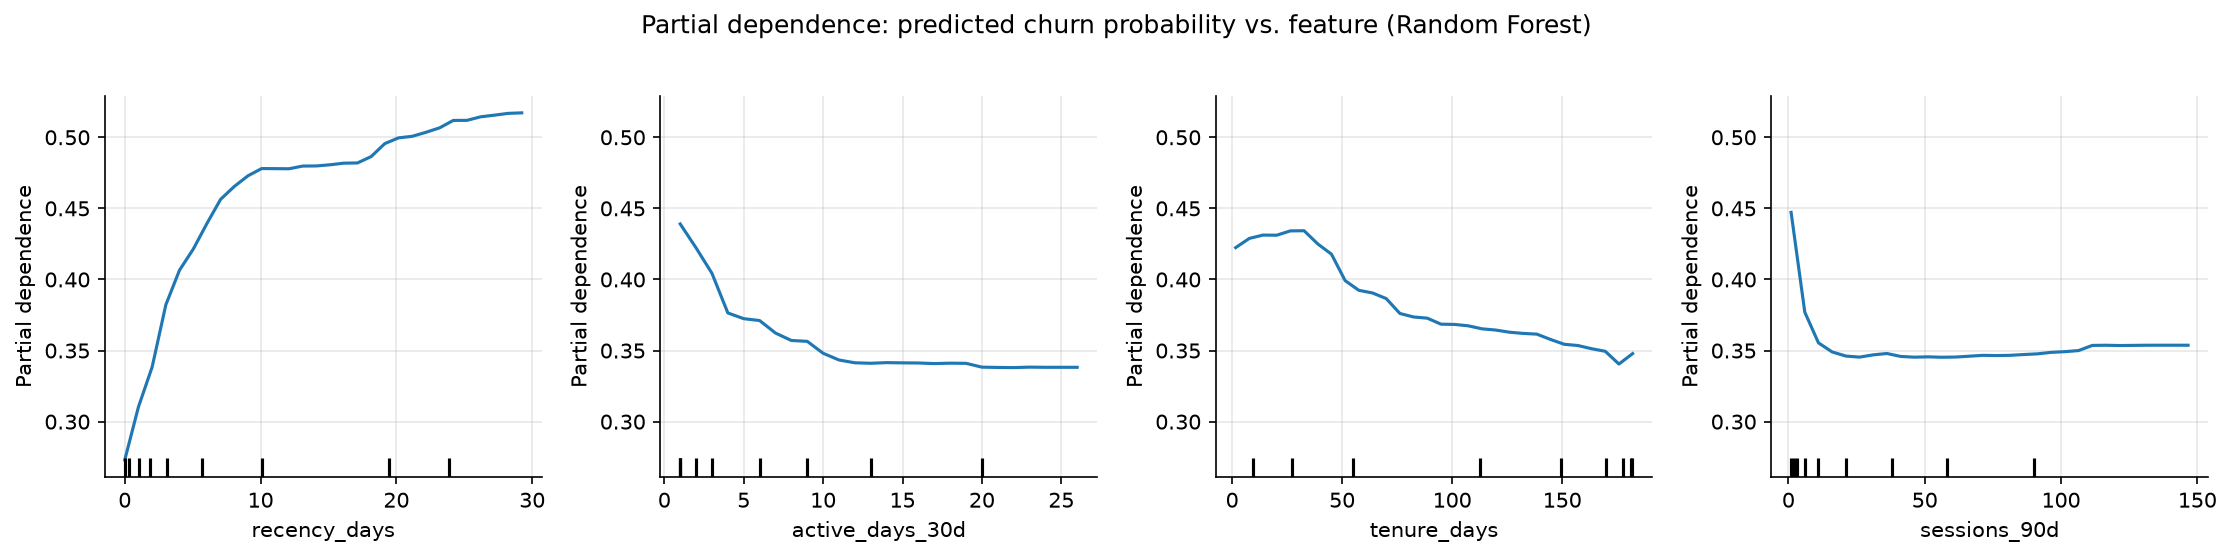 Partial dependence: predicted churn probability vs. feature (Random Forest)
Partial dependence
0.50
0.45
0.40
0.35
0.30
0 10 20 30
recency_days
Partial dependence
0.50
0.45
0.40
0.35
0.30
0 5 10 15 20 25
active_days_30d
Partial dependence
0.50
0.45
0.40
0.35
0.30
0 50 100 150
tenure_days
Partial dependence
0.50
0.45
0.40
0.35
0.30
0 50 100 150
sessions_90d